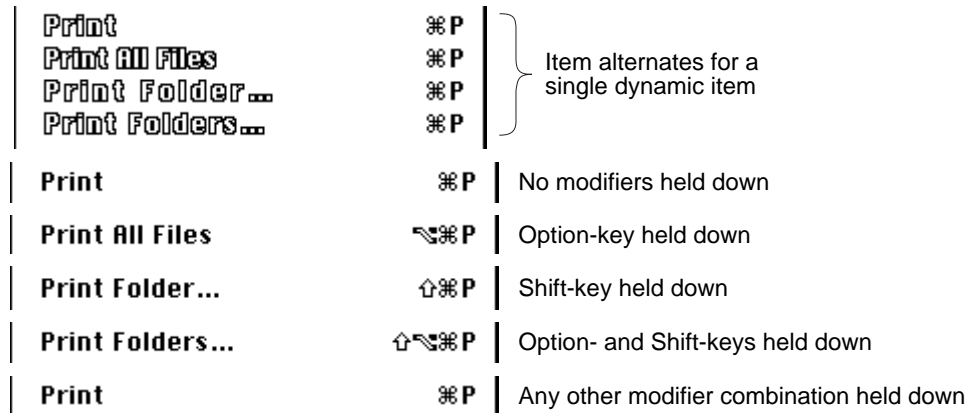 Print ⌘P
Print All Files ⌘P
Print Folder… ⌘P
Print Folders… ⌘P
Item alternates for a
single dynamic item
Print ⌘P No modifiers held down
Print All Files ⌥⌘P Option-key held down
Print Folder… ⇧⌘P Shift-key held down
Print Folders… ⇧⌥⌘P Option- and Shift-keys held down
Print ⌘P Any other modifier combination held down